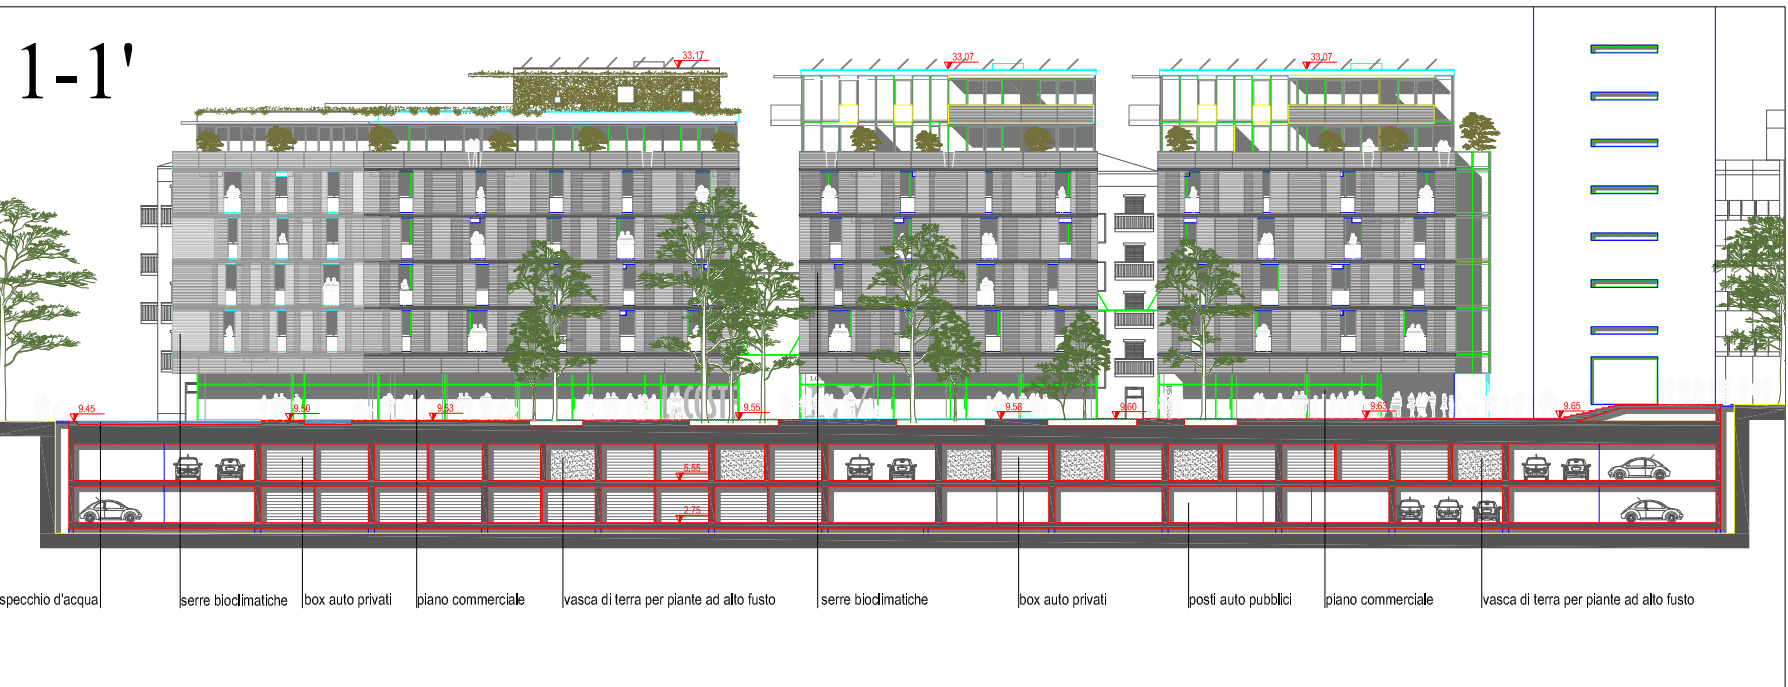 1-1'
33.17
33.07
33.07
9.45
9.50
9.53
9.55
9.58
9.60
9.63
9.65
5.55
2.75
specchio d'acqua
serre bioclimatiche
box auto privati
piano commerciale
vasca di terra per piante ad alto fusto
serre bioclimatiche
box auto privati
posti auto pubblici
piano commerciale
vasca di terra per piante ad alto fusto